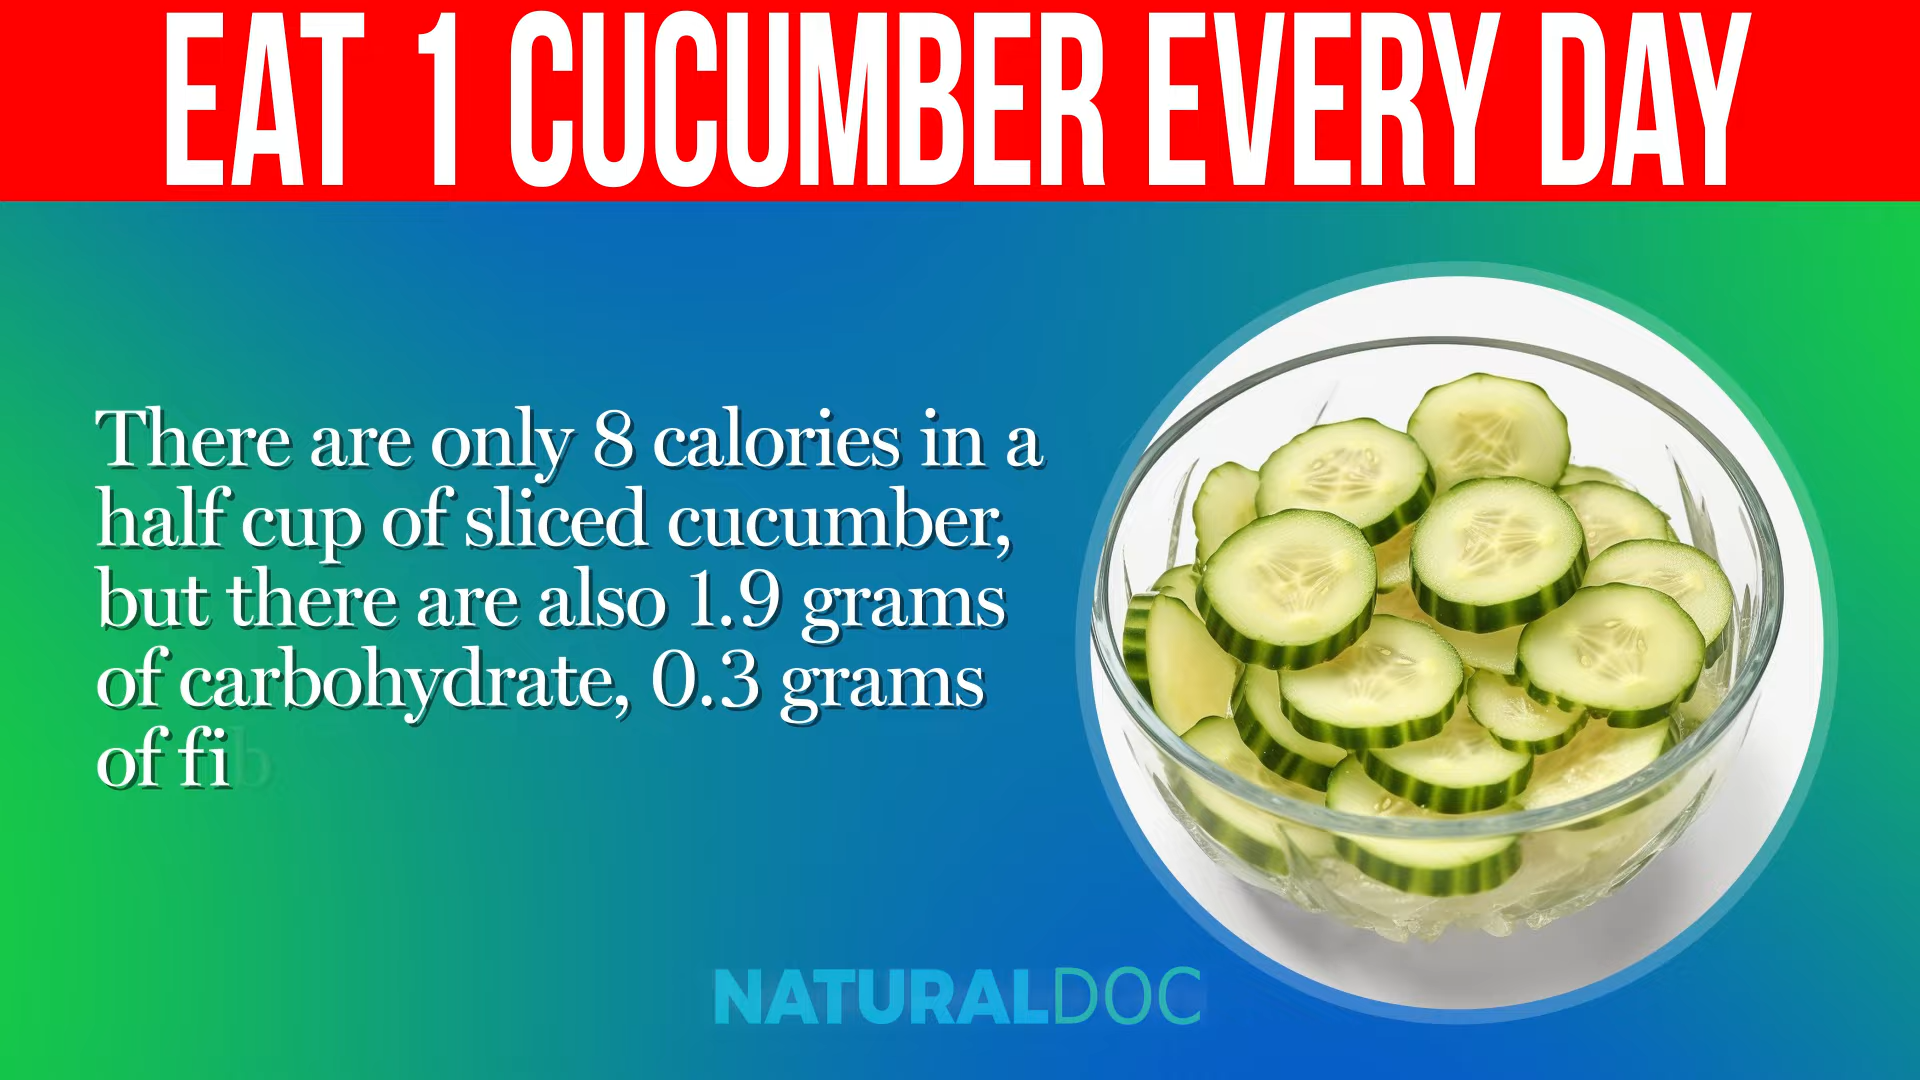 EAT 1 CUCUMBER EVERY DAY
There are only 8 calories in a
half cup of sliced cucumber,
but there are also 1.9 grams
of carbohydrate, 0.3 grams
of fib
NATURALDOC